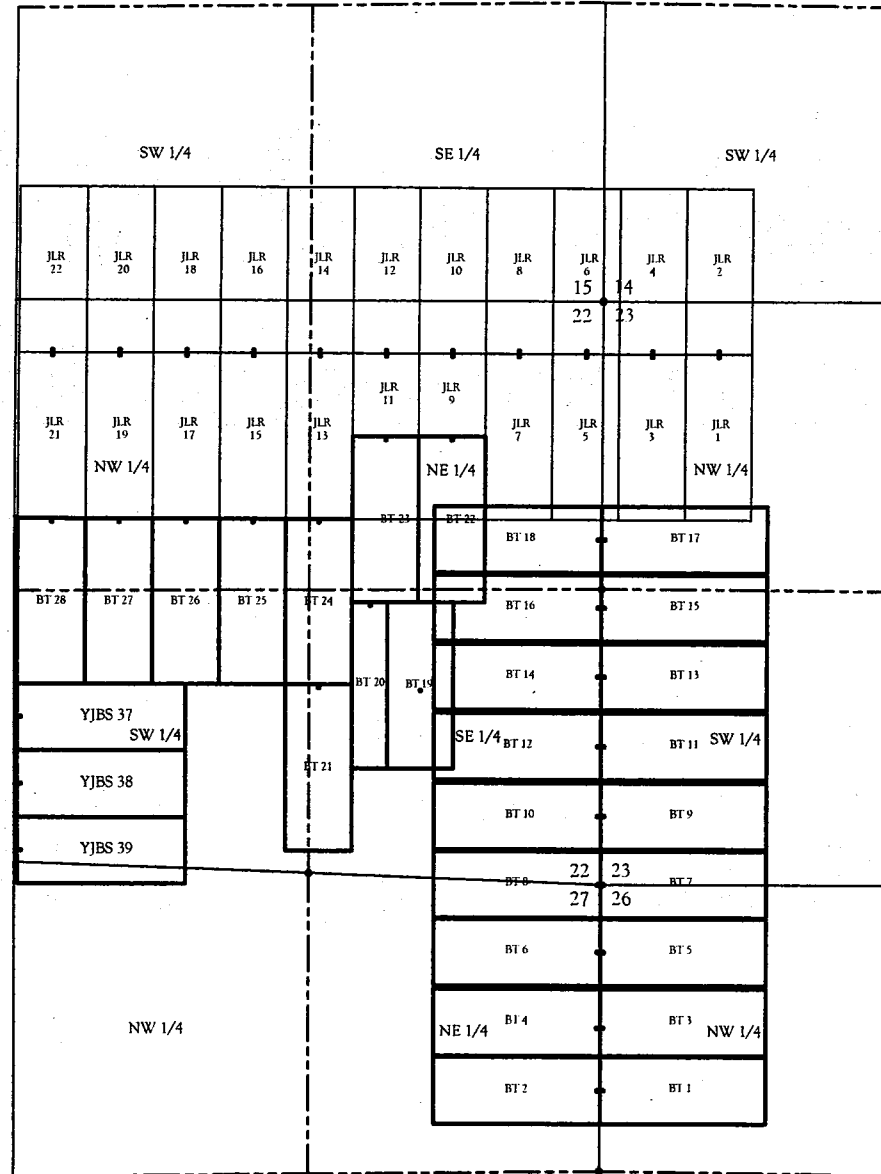 SW 1/4
SE 1/4
SW 1/4
JLR
22
JLR
20
JLR
18
JLR
16
JLR
14
JLR
12
JLR
10
JLR
8
JLR
6
JLR
4
JLR
2
15 14
22 23
JLR
21
JLR
19
JLR
17
JLR
15
JLR
13
JLR
11
JLR
9
JLR
7
JLR
5
JLR
3
JLR
1
NW 1/4
NE 1/4
NW 1/4
BT 23
BT 22
BT 18
BT 17
BT 28
BT 27
BT 26
BT 25
BT 24
BT 16
BT 15
BT 20
BT 19
BT 14
BT 13
YJBS 37
SW 1/4
SE 1/4
BT 12
BT 11
SW 1/4
BT 21
YJBS 38
BT 10
BT 9
YJBS 39
BT 8
22 23
27 26
BT 7
BT 6
BT 5
NW 1/4
NE 1/4
BT 4
BT 3
NW 1/4
BT 2
BT 1